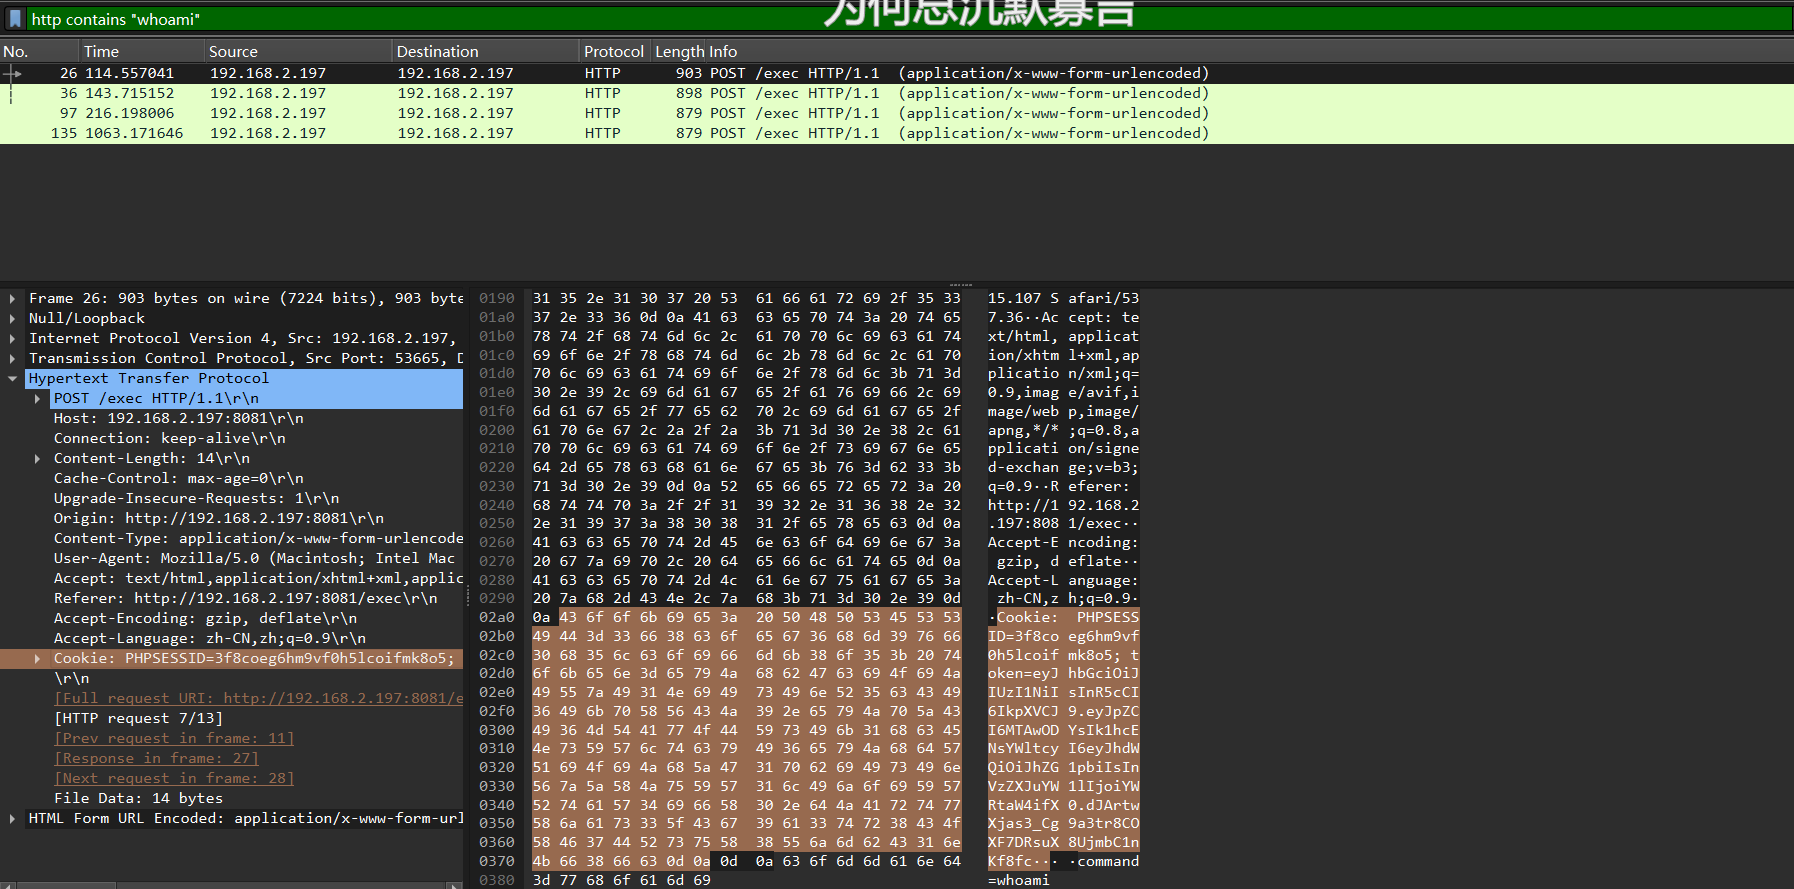 http contains "whoami"
为何总沉默寡言
No. Time Source Destination Protocol Length Info
26 114.557041 192.168.2.197 192.168.2.197 HTTP 903 POST /exec HTTP/1.1 (application/x-www-form-urlencoded)
36 143.715152 192.168.2.197 192.168.2.197 HTTP 898 POST /exec HTTP/1.1 (application/x-www-form-urlencoded)
97 216.198006 192.168.2.197 192.168.2.197 HTTP 879 POST /exec HTTP/1.1 (application/x-www-form-urlencoded)
135 1063.171646 192.168.2.197 192.168.2.197 HTTP 879 POST /exec HTTP/1.1 (application/x-www-form-urlencoded)
Frame 26: 903 bytes on wire (7224 bits), 903 byte
Null/Loopback
Internet Protocol Version 4, Src: 192.168.2.197,
Transmission Control Protocol, Src Port: 53665, D
Hypertext Transfer Protocol
POST /exec HTTP/1.1\r\n
Host: 192.168.2.197:8081\r\n
Connection: keep-alive\r\n
Content-Length: 14\r\n
Cache-Control: max-age=0\r\n
Upgrade-Insecure-Requests: 1\r\n
Origin: http://192.168.2.197:8081\r\n
Content-Type: application/x-www-form-urlencode
User-Agent: Mozilla/5.0 (Macintosh; Intel Mac
Accept: text/html,application/xhtml+xml,applic
Referer: http://192.168.2.197:8081/exec\r\n
Accept-Encoding: gzip, deflate\r\n
Accept-Language: zh-CN,zh;q=0.9\r\n
Cookie: PHPSESSID=3f8coeg6hm9vf0h5lcoifmk8o5;
\r\n
[Full request URI: http://192.168.2.197:8081/e
[HTTP request 7/13]
[Prev request in frame: 11]
[Response in frame: 27]
[Next request in frame: 28]
File Data: 14 bytes
HTML Form URL Encoded: application/x-www-form-url
0190 31 35 2e 31 30 37 20 53 61 66 61 72 69 2f 35 33 15.107 S afari/53
01a0 37 2e 33 36 0d 0a 41 63 63 65 70 74 3a 20 74 65 7.36··Ac cept: te
01b0 78 74 2f 68 74 6d 6c 2c 61 70 70 6c 69 63 61 74 xt/html, applicat
01c0 69 6f 6e 2f 78 68 74 6d 6c 2b 78 6d 6c 2c 61 70 ion/xhtm l+xml,ap
01d0 70 6c 69 63 61 74 69 6f 6e 2f 78 6d 6c 3b 71 3d plicatio n/xml;q=
01e0 30 2e 39 2c 69 6d 61 67 65 2f 61 76 69 66 2c 69 0.9,imag e/avif,i
01f0 6d 61 67 65 2f 77 65 62 70 2c 69 6d 61 67 65 2f mage/web p,image/
0200 61 70 6e 67 2c 2a 2f 2a 3b 71 3d 30 2e 38 2c 61 apng,*/* ;q=0.8,a
0210 70 70 6c 69 63 61 74 69 6f 6e 2f 73 69 67 6e 65 pplicati on/signe
0220 64 2d 65 78 63 68 61 6e 67 65 3b 76 3d 62 33 3b d-exchan ge;v=b3;
0230 71 3d 30 2e 39 0d 0a 52 65 66 65 72 65 72 3a 20 q=0.9··R eferer:
0240 68 74 74 70 3a 2f 2f 31 39 32 2e 31 36 38 2e 32 http://1 92.168.2
0250 2e 31 39 37 3a 38 30 38 31 2f 65 78 65 63 0d 0a .197:808 1/exec··
0260 41 63 63 65 70 74 2d 45 6e 63 6f 64 69 6e 67 3a Accept-E ncoding:
0270 20 67 7a 69 70 2c 20 64 65 66 6c 61 74 65 0d 0a gzip, d eflate··
0280 41 63 63 65 70 74 2d 4c 61 6e 67 75 61 67 65 3a Accept-L anguage:
0290 20 7a 68 2d 43 4e 2c 7a 68 3b 71 3d 30 2e 39 0d zh-CN,z h;q=0.9·
02a0 0a 43 6f 6f 6b 69 65 3a 20 50 48 50 53 45 53 53 ·Cookie: PHPSESS
02b0 49 44 3d 33 66 38 63 6f 65 67 36 68 6d 39 76 66 ID=3f8co eg6hm9vf
02c0 30 68 35 6c 63 6f 69 66 6d 6b 38 6f 35 3b 20 74 0h5lcoif mk8o5; t
02d0 6f 6b 65 6e 3d 65 79 4a 68 62 47 63 69 4f 69 4a oken=eyJ hbGciOiJ
02e0 49 55 7a 49 31 4e 69 49 73 49 6e 52 35 63 43 49 IUzI1NiI sInR5cCI
02f0 36 49 6b 70 58 56 43 4a 39 2e 65 79 4a 70 5a 43 6IkpXVCJ 9.eyJpZC
0300 49 36 4d 54 41 77 4f 44 59 73 49 6b 31 68 63 45 I6MTAwOD YsIk1hcE
0310 4e 73 59 57 6c 74 63 79 49 36 65 79 4a 68 64 57 NsYWltcy I6eyJhdW
0320 51 69 4f 69 4a 68 5a 47 31 70 62 69 49 73 49 6e QiOiJhZG 1pbiIsIn
0330 56 7a 5a 58 4a 75 59 57 31 6c 49 6a 6f 69 59 57 VzZXJuYW 1lIjoiYW
0340 52 74 61 57 34 69 66 58 30 2e 64 4a 41 72 74 77 RtaW4ifX 0.dJArtw
0350 58 6a 61 73 33 5f 43 67 39 61 33 74 72 38 43 4f Xjas3_Cg 9a3tr8CO
0360 58 46 37 44 52 73 75 58 38 55 6a 6d 62 43 31 6e XF7DRsuX 8UjmbC1n
0370 4b 66 38 66 63 0d 0a 0d 0a 63 6f 6d 6d 61 6e 64 Kf8fc··· ·command
0380 3d 77 68 6f 61 6d 69 =whoami